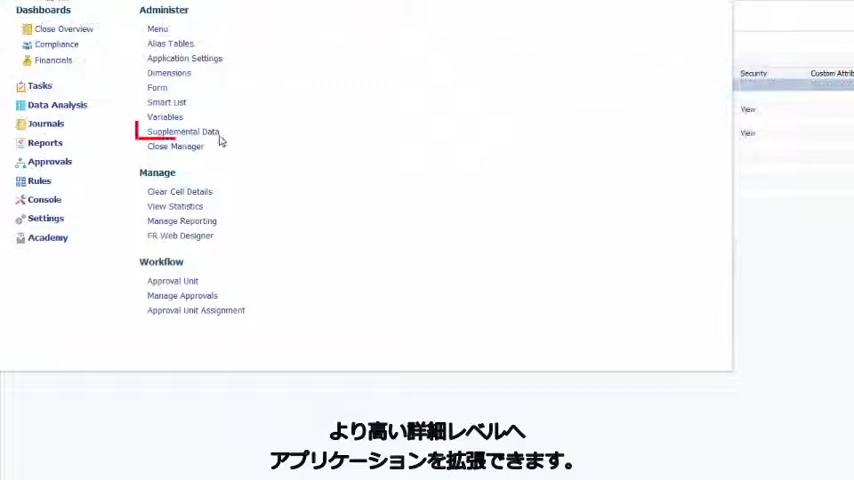 Dashboards
Close Overview
Compliance
Financials
Tasks
Data Analysis
Journals
Reports
Approvals
Rules
Console
Settings
Academy
Administer
Menu
Alias Tables
Application Settings
Dimensions
Form
Smart List
Variables
Supplemental Data
Close Manager
Manage
Clear Cell Details
View Statistics
Manage Reporting
FR Web Designer
Workflow
Approval Unit
Manage Approvals
Approval Unit Assignment
Security
Custom Attrib
View
View
より高い詳細レベルへ
アプリケーションを拡張できます。